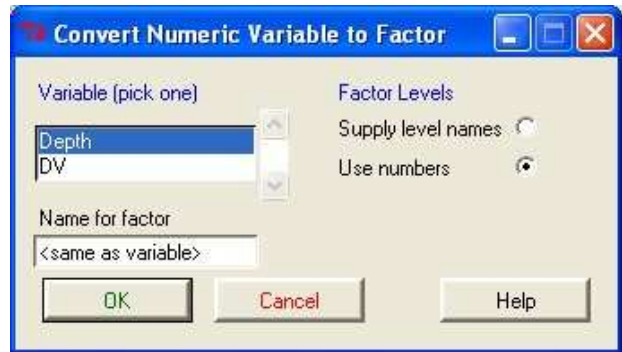 Convert Numeric Variable to Factor
Variable (pick one)
Depth
DV
Factor Levels
Supply level names
Use numbers
Name for factor
<same as variable>
OK
Cancel
Help